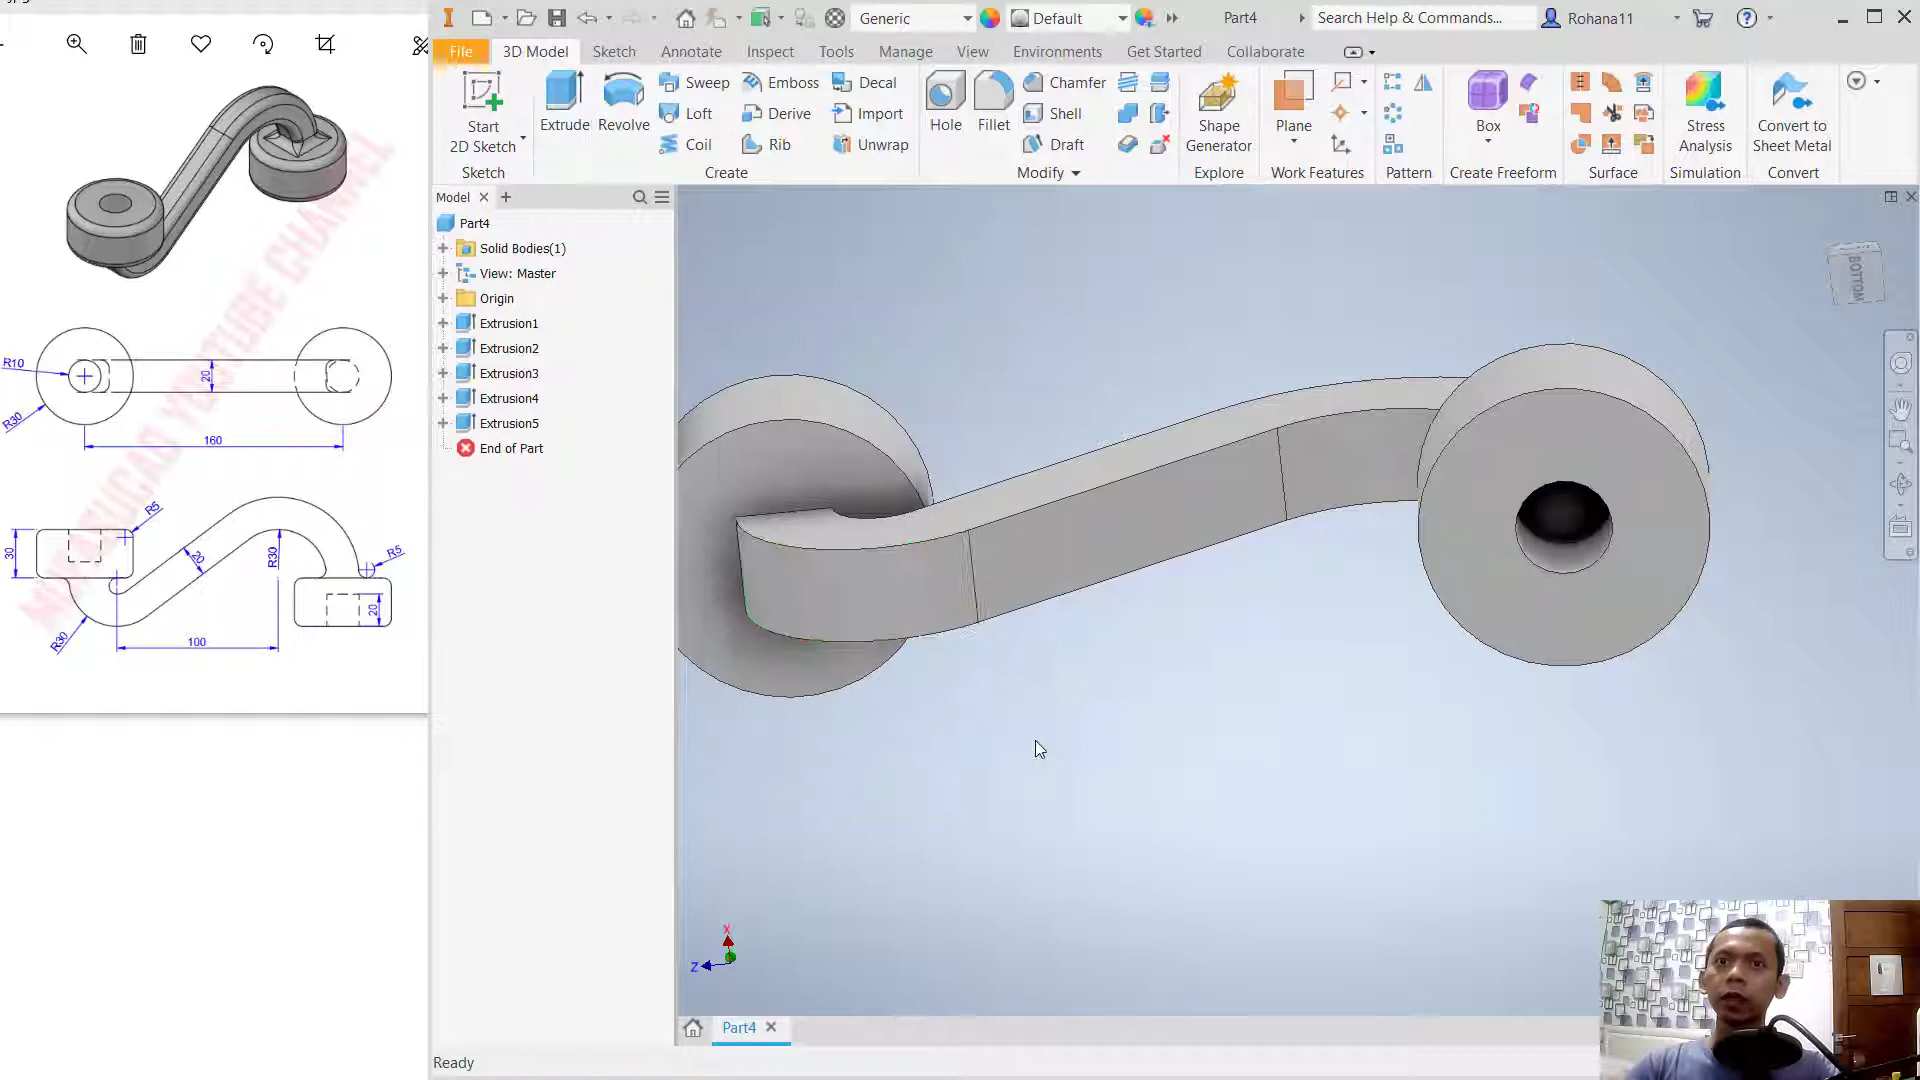 Generic
Default
Part4
Search Help & Commands...
Rohana11
File
3D Model
Sketch
Annotate
Inspect
Tools
Manage
View
Environments
Get Started
Collaborate
Start
2D Sketch
Extrude
Revolve
Sweep
Loft
Coil
Emboss
Derive
Rib
Decal
Import
Unwrap
Hole
Fillet
Chamfer
Shell
Draft
Shape
Generator
Plane
Box
Stress
Analysis
Convert to
Sheet Metal
Sketch
Create
Modify
Explore
Work Features
Pattern
Create Freeform
Surface
Simulation
Convert
Model
Part4
Solid Bodies(1)
View: Master
Origin
Extrusion1
Extrusion2
Extrusion3
Extrusion4
Extrusion5
End of Part
R10
20
R30
160
R5
30
20
R30
R5
20
R30
100
BOTTOM
X
Z
Part4
Ready